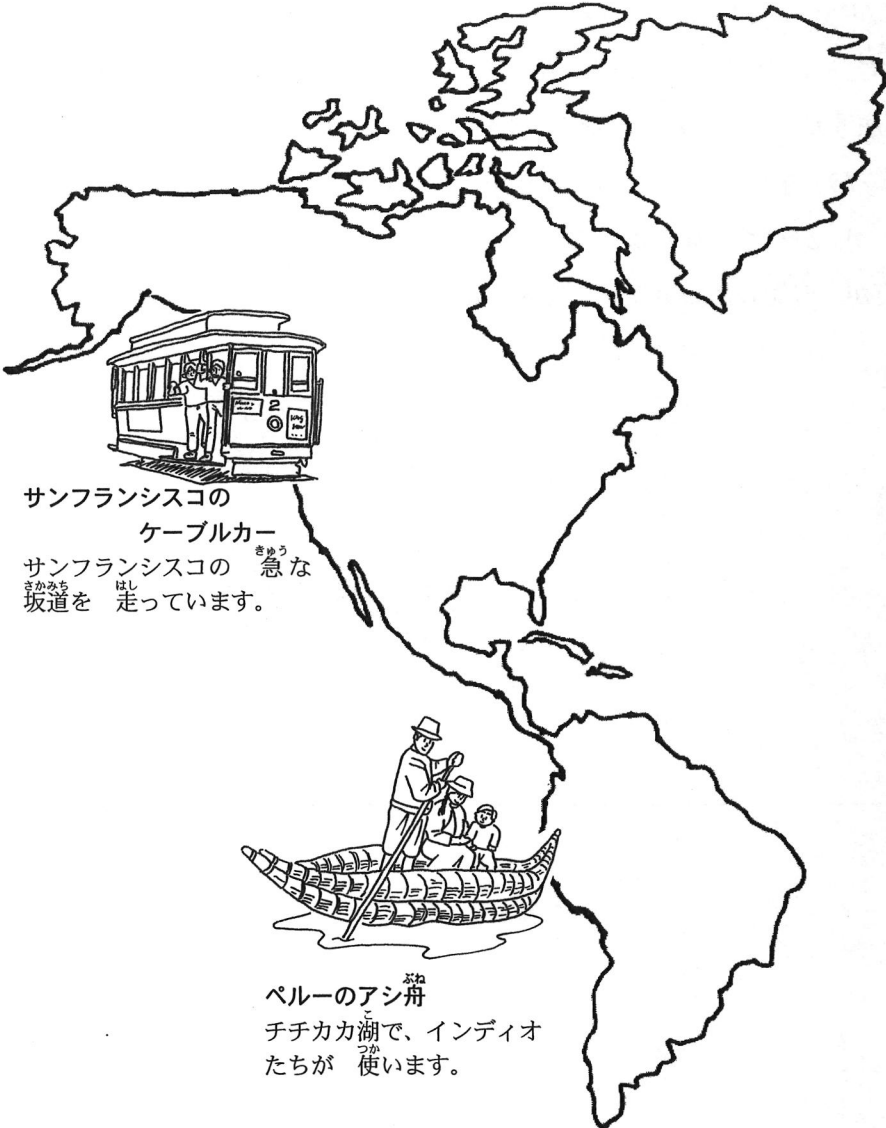 2
サンフランシスコの
ケーブルカー
サンフランシスコの　急な
坂道を　走っています。
ペルーのアシ舟
チチカカ湖で、インディオ
たちが　使います。